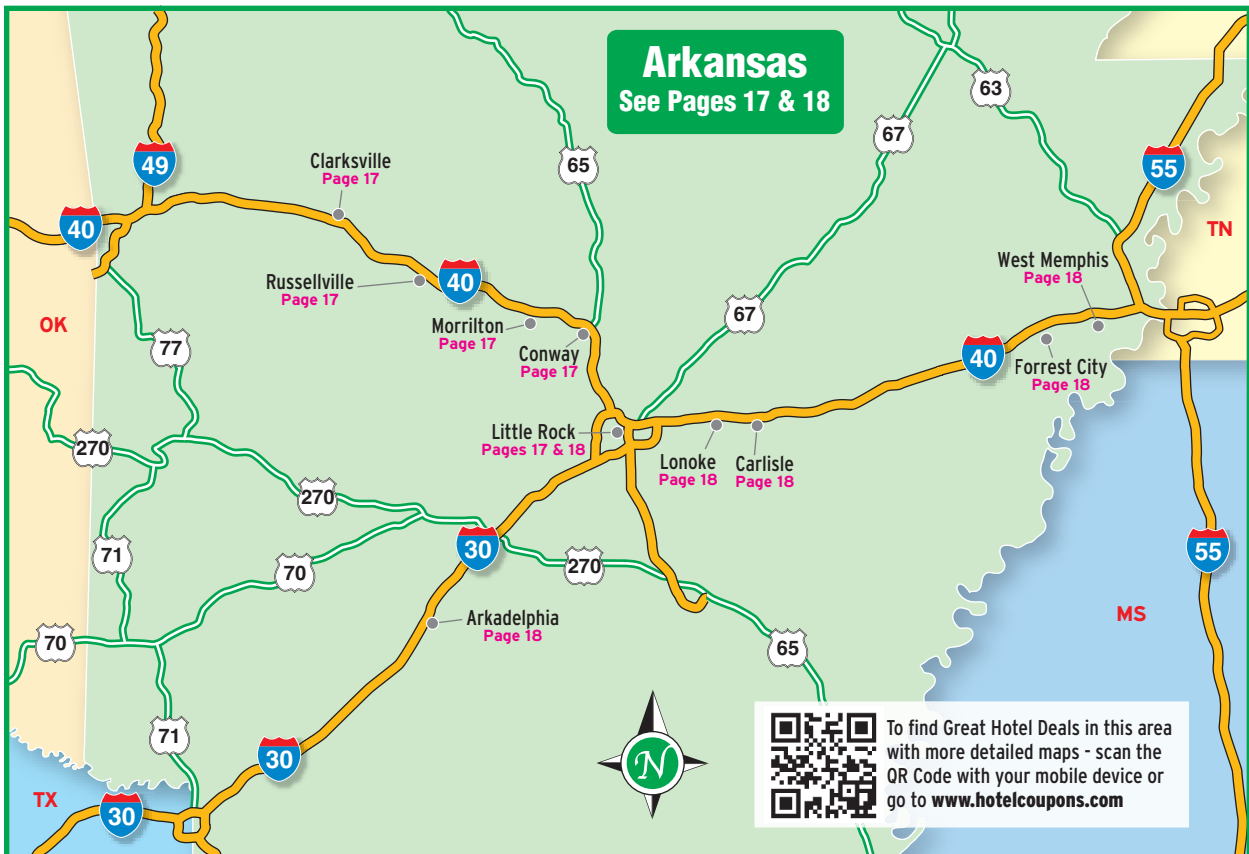 Arkansas
See Pages 17 & 18
63
67
65
55
49
Clarksville
Page 17
40
TN
West Memphis
Page 18
Russellville
Page 17
40
OK
Morrilton
Page 17
67
77
Conway
Page 17
40
Forrest City
Page 18
Little Rock
Pages 17 & 18
270
Lonoke
Page 18
Carlisle
Page 18
270
30
55
71
70
270
Arkadelphia
Page 18
MS
70
65
71
30
N
To find Great Hotel Deals in this area
with more detailed maps - scan the
QR Code with your mobile device or
go to www.hotelcoupons.com
TX
30